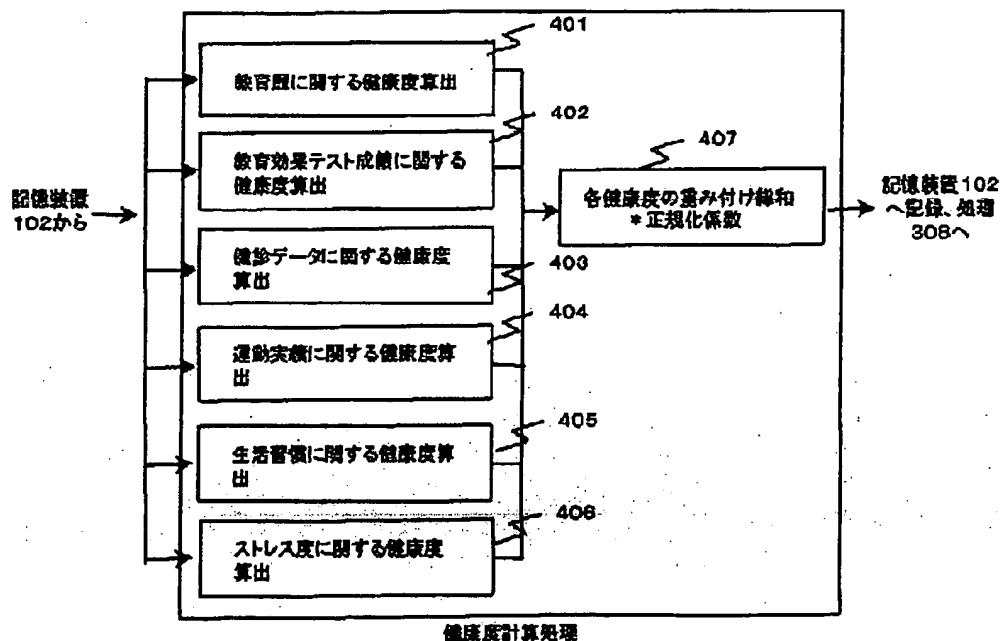 401
教育歴に関する健康度算出
402
教育効果テスト成績に関する
健康度算出
407
記憶装置
102から
各健康度の重み付け総和
*正規化係数
記憶装置102
へ記録、処理
308へ
健診データに関する健康度
算出
403
404
運動実績に関する健康度算
出
405
生活習慣に関する健康度算
出
406
ストレス度に関する健康度
算出
健康度計算処理